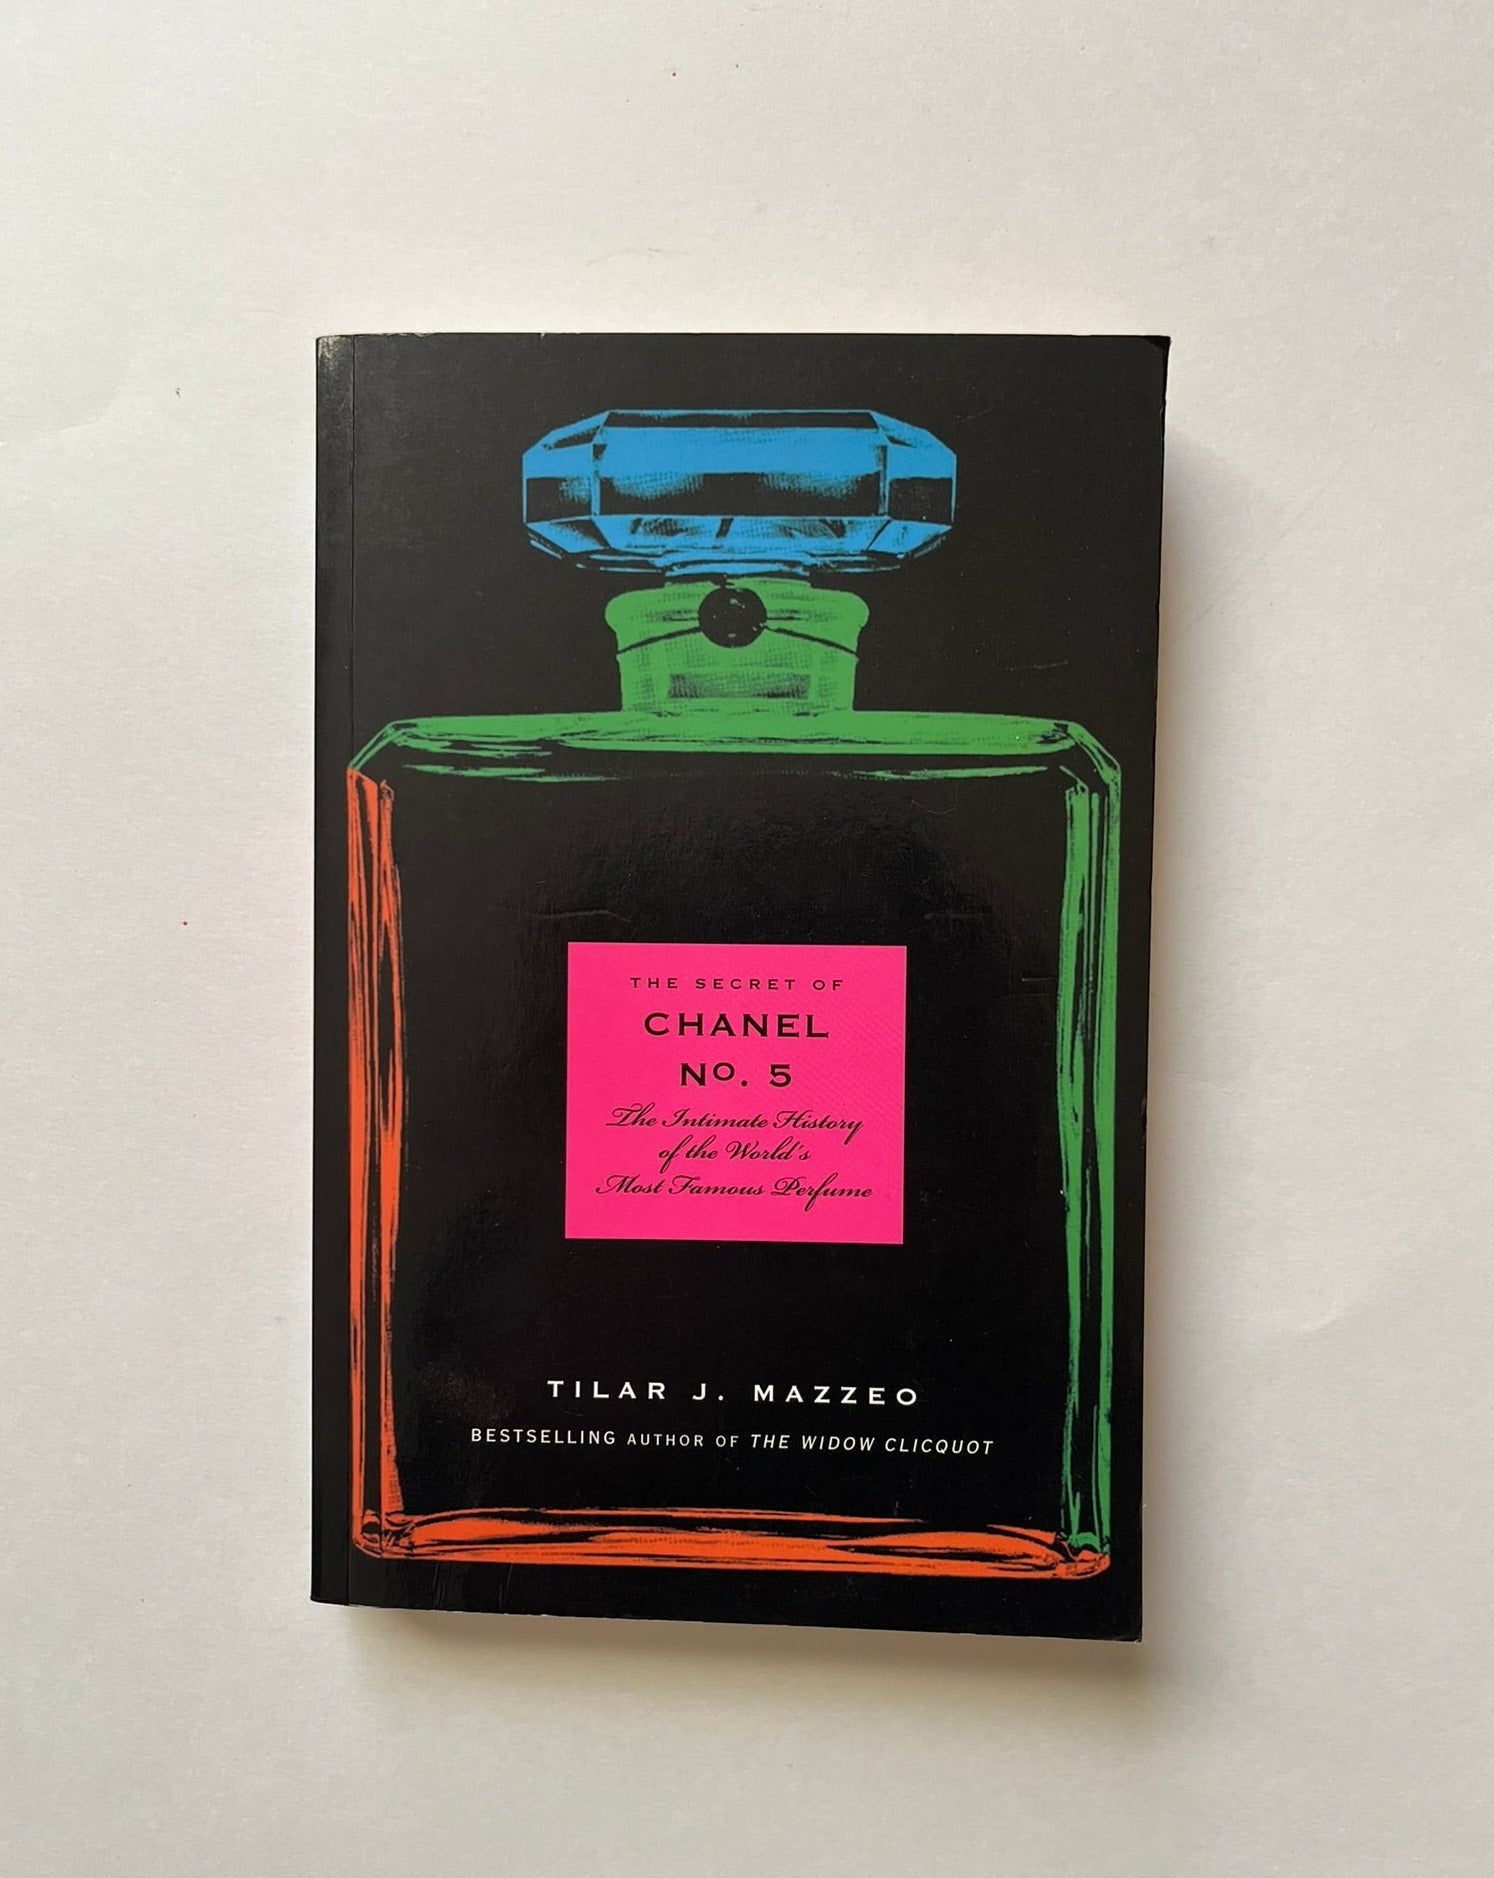 THE SECRET OF
CHANEL
No. 5
The Intimate History
of the World's
Most Famous Perfume
TILAR J. MAZZEO
BESTSELLING AUTHOR OF THE WIDOW CLICQUOT